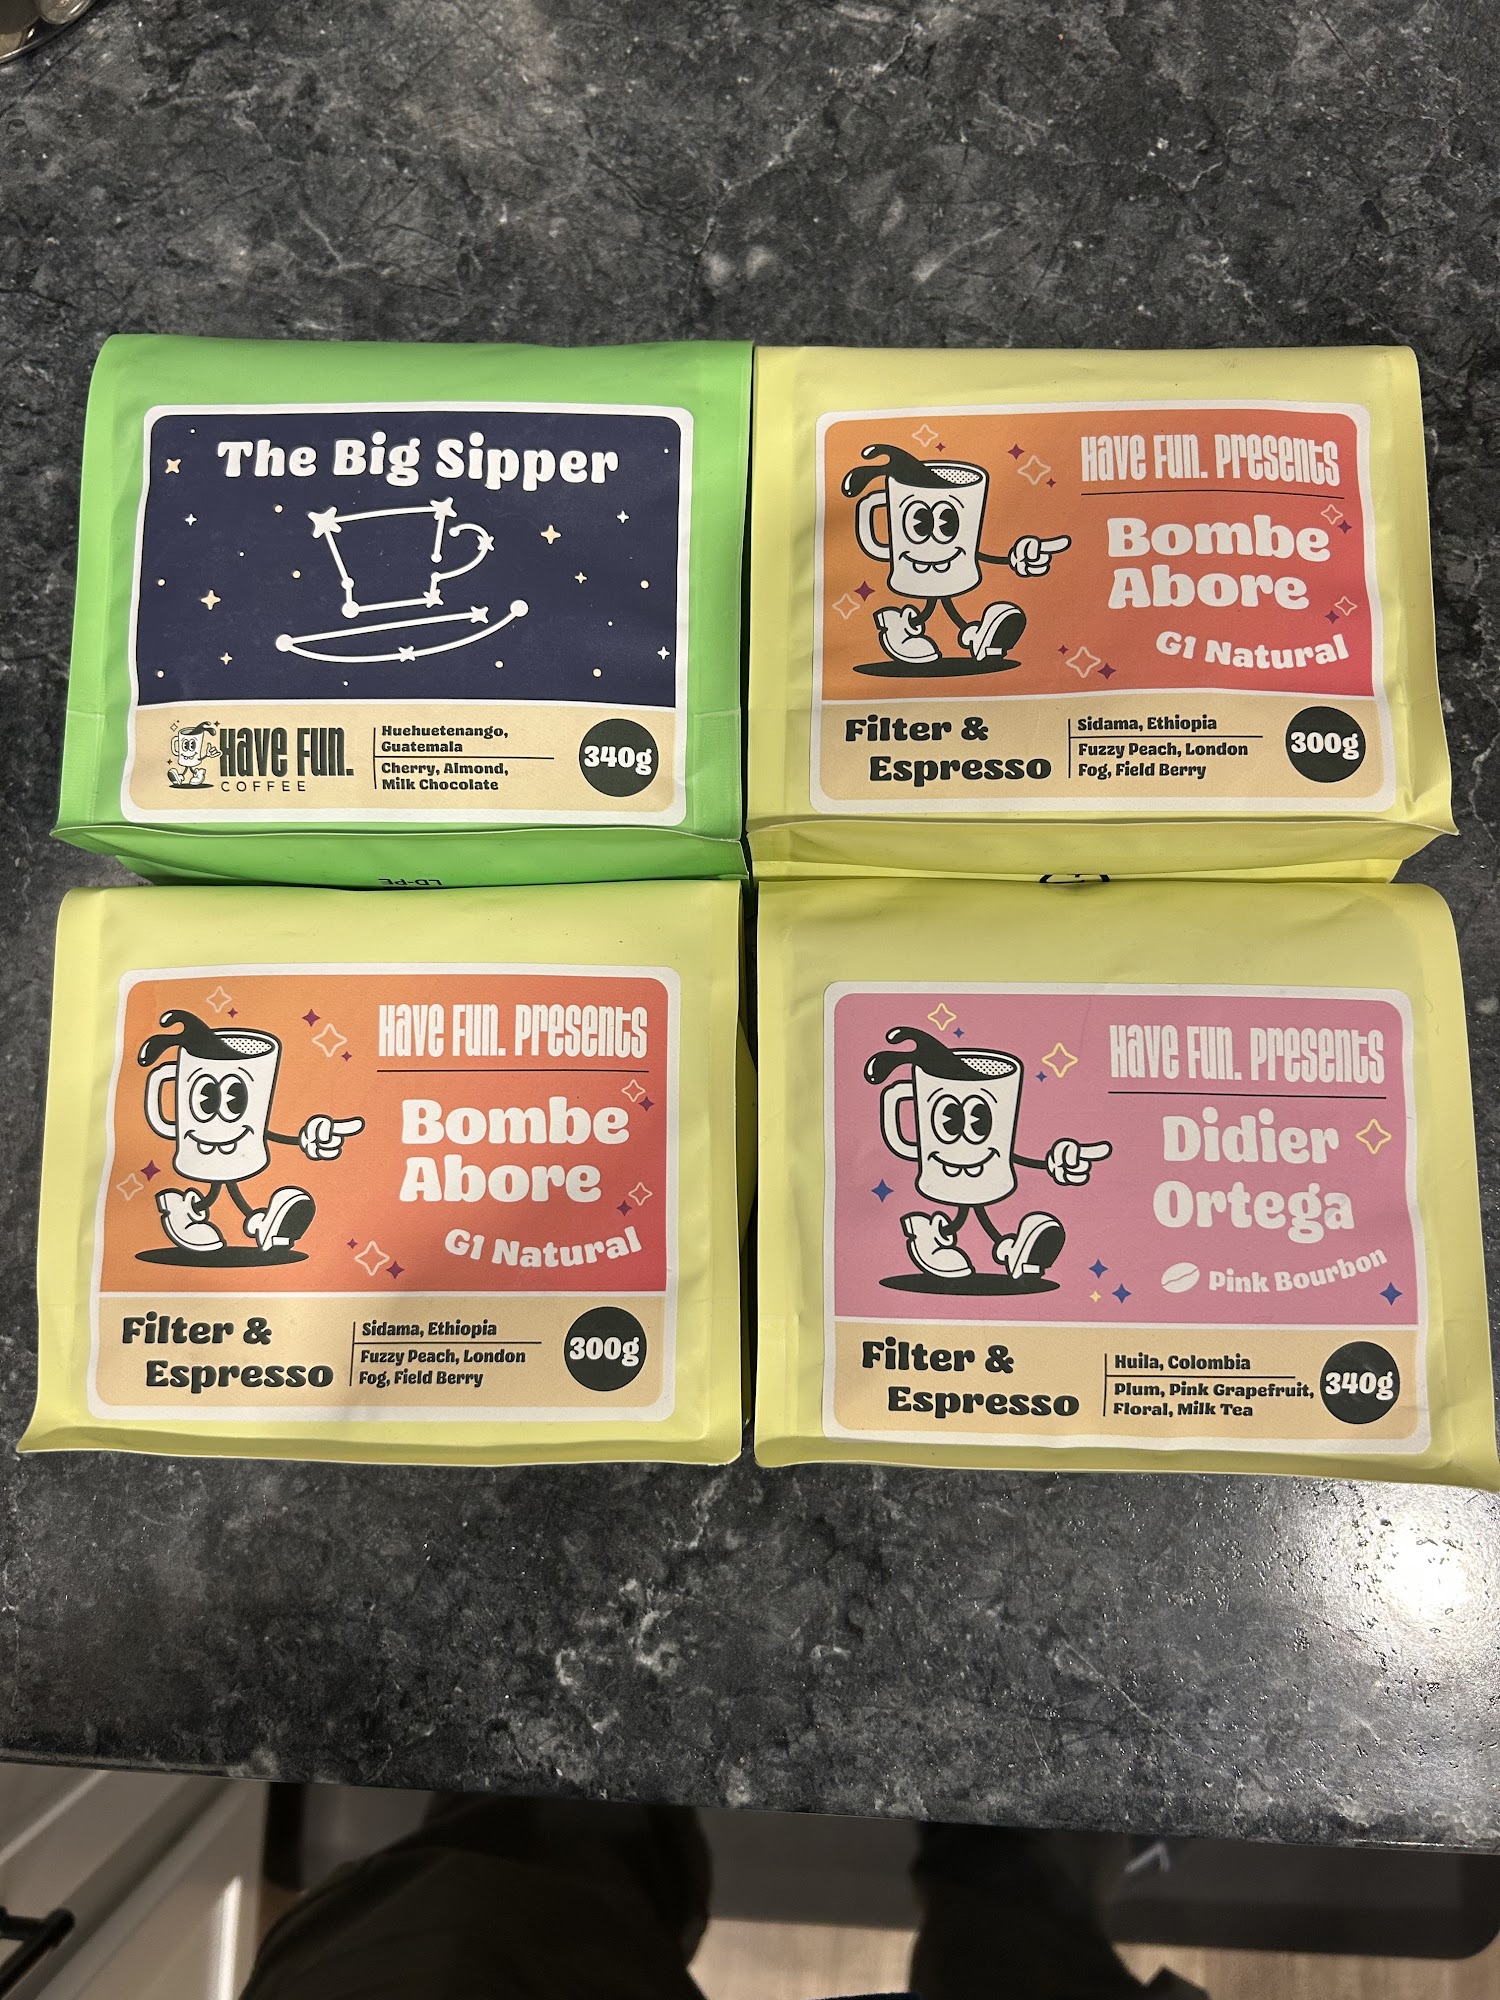 The Big Sipper
Have Fun.
COFFEE
Huehuetenango,
Guatemala
Cherry, Almond,
Milk Chocolate
340g
LD-PE
Have Fun. Presents
Bombe
Abore
G1 Natural
Filter &
Espresso
Sidama, Ethiopia
Fuzzy Peach, London
Fog, Field Berry
300g
Have Fun. Presents
Bombe
Abore
G1 Natural
Filter &
Espresso
Sidama, Ethiopia
Fuzzy Peach, London
Fog, Field Berry
300g
Have Fun. Presents
Didier
Ortega
Pink Bourbon
Filter &
Espresso
Huila, Colombia
Plum, Pink Grapefruit,
Floral, Milk Tea
340g